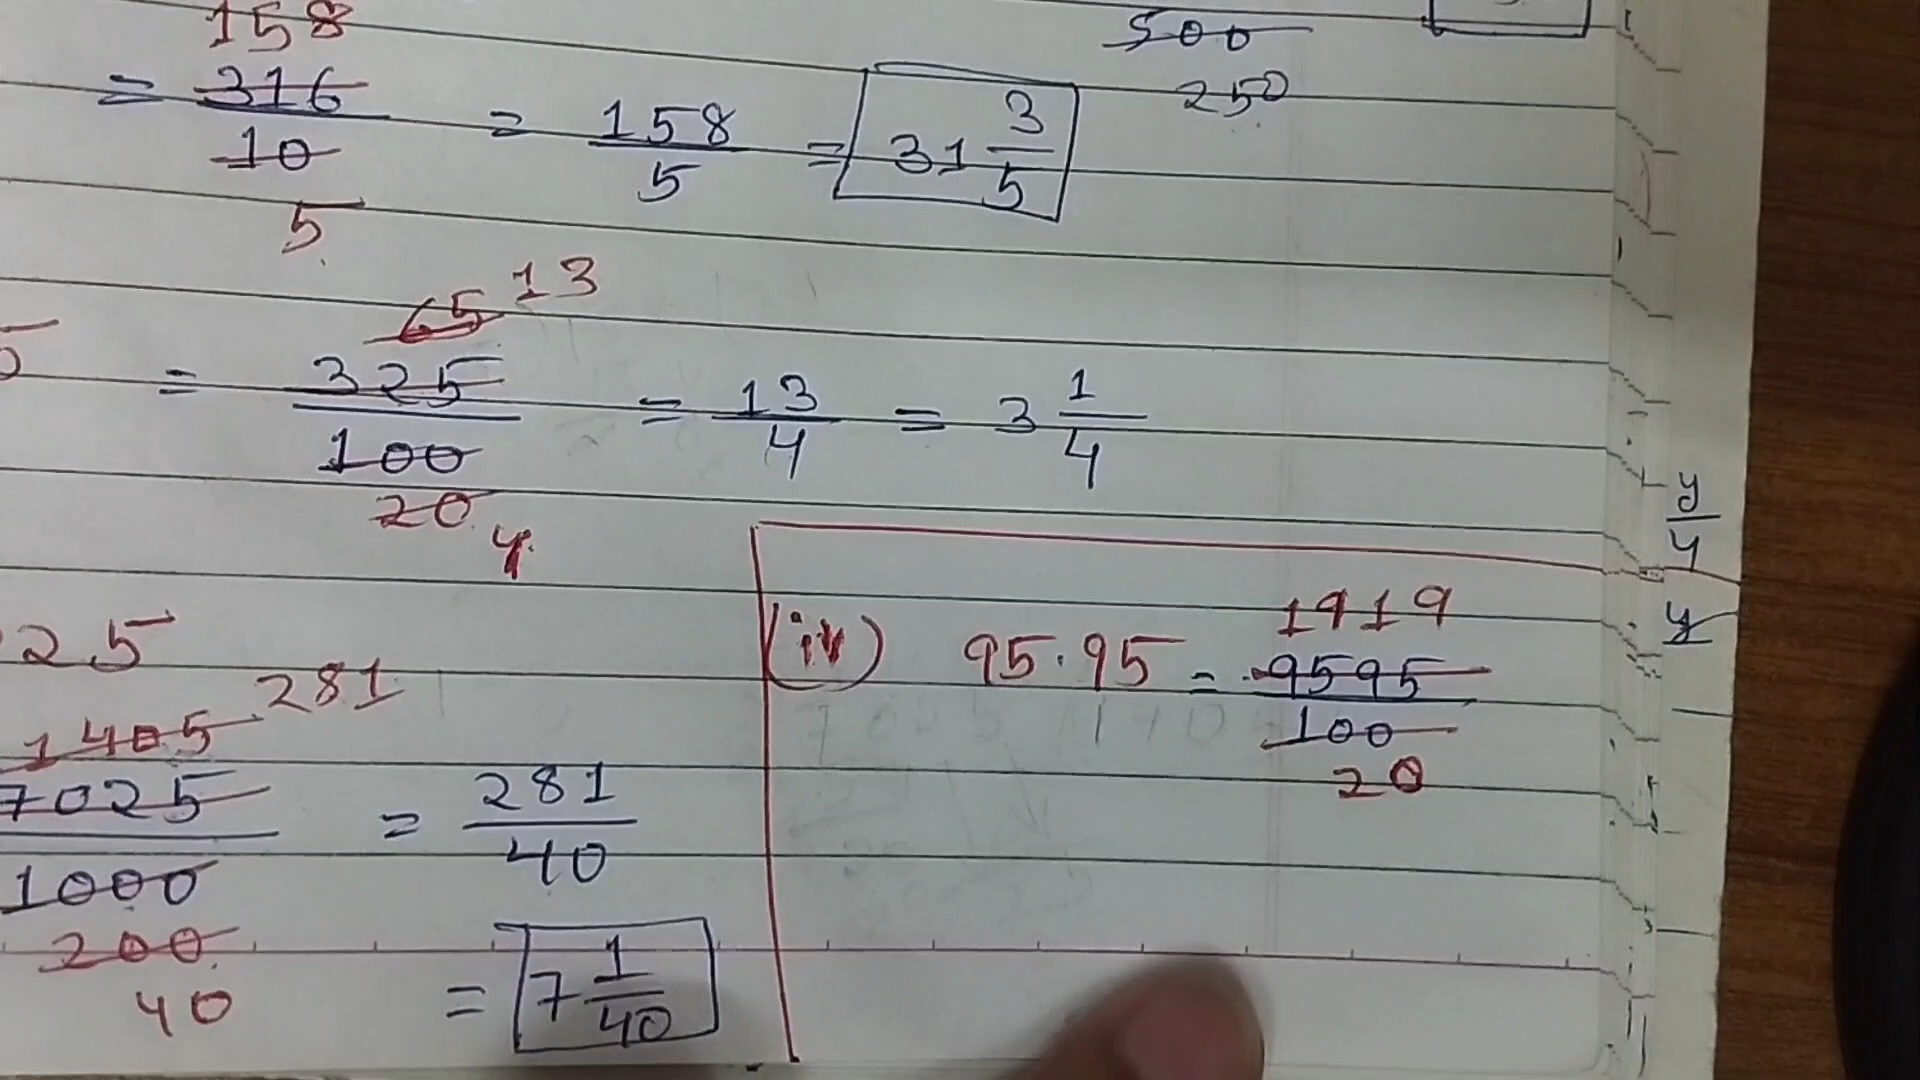 158
500
316/10 = 158/5 = 31 3/5
250
5
65 13
= 325/100 = 13/4 = 3 1/4
20
4
y/4
y
25
1405 281
7025/1000 = 281/40
200
40
= 7 1/40
1919
(iv) 95.95 = 9595/100
20